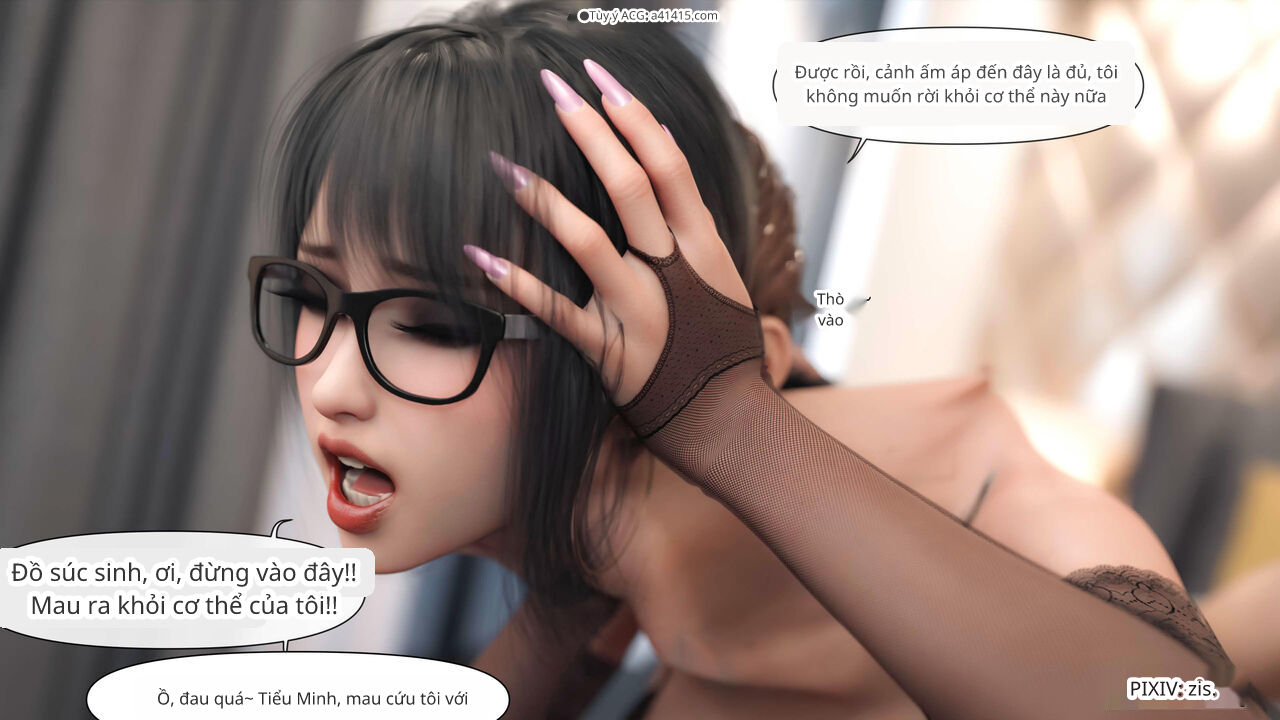 Tùy ý ACG: a41415.com
Được rồi, cảnh ấm áp đến đây là đủ, tôi
không muốn rời khỏi cơ thể này nữa
Thò
vào
Đồ súc sinh, ơi, đừng vào đây!!
Mau ra khỏi cơ thể của tôi!!
Ồ, đau quá~ Tiểu Minh, mau cứu tôi với
PIXIV: zis.